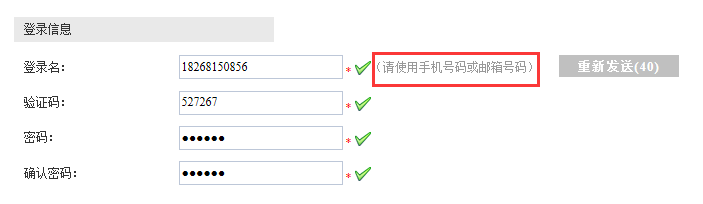 登录信息
登录名: 18268150856 * (请使用手机号码或邮箱号码) 重新发送(40)
验证码: 527267 *
密码: ●●●●●● *
确认密码: ●●●●●● *